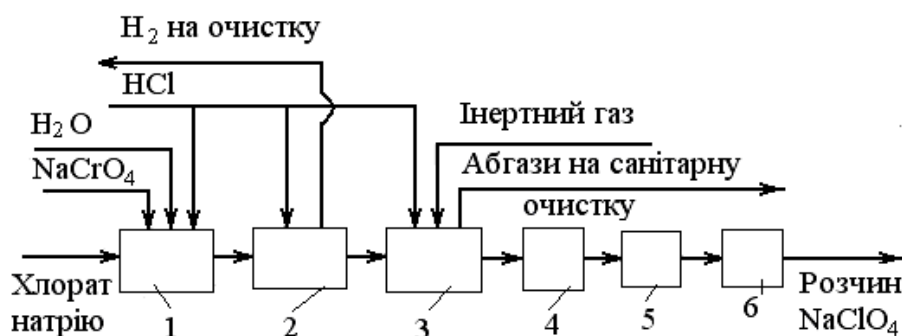 H₂ на очистку
HCl
H₂O
NaCrO₄
Інертний газ
Абгази на санітарну
очистку
Хлорат
натрію
1
2
3
4
5
6
Розчин
NaClO₄